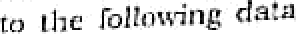 to the following data